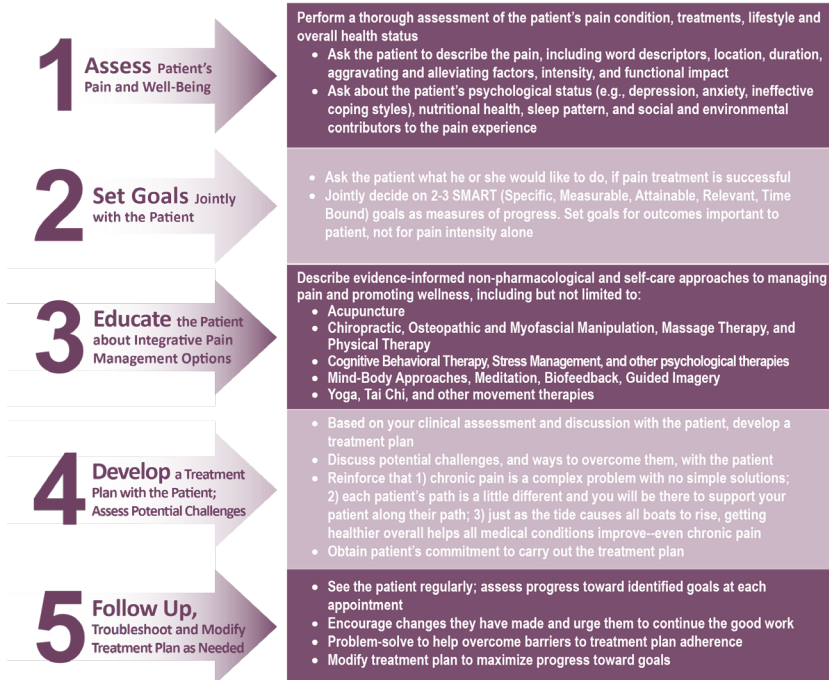 1
Assess Patient's
Pain and Well-Being
Perform a thorough assessment of the patient's pain condition, treatments, lifestyle and
overall health status
• Ask the patient to describe the pain, including word descriptors, location, duration,
aggravating and alleviating factors, intensity, and functional impact
• Ask about the patient's psychological status (e.g., depression, anxiety, ineffective
coping styles), nutritional health, sleep pattern, and social and environmental
contributors to the pain experience
2
Set Goals Jointly
with the Patient
• Ask the patient what he or she would like to do, if pain treatment is successful
• Jointly decide on 2-3 SMART (Specific, Measurable, Attainable, Relevant, Time
Bound) goals as measures of progress. Set goals for outcomes important to
patient, not for pain intensity alone
3
Educate the Patient
about Integrative Pain
Management Options
Describe evidence-informed non-pharmacological and self-care approaches to managing
pain and promoting wellness, including but not limited to:
• Acupuncture
• Chiropractic, Osteopathic and Myofascial Manipulation, Massage Therapy, and
Physical Therapy
• Cognitive Behavioral Therapy, Stress Management, and other psychological therapies
• Mind-Body Approaches, Meditation, Biofeedback, Guided Imagery
• Yoga, Tai Chi, and other movement therapies
4
Develop a Treatment
Plan with the Patient;
Assess Potential Challenges
• Based on your clinical assessment and discussion with the patient, develop a
treatment plan
• Discuss potential challenges, and ways to overcome them, with the patient
• Reinforce that 1) chronic pain is a complex problem with no simple solutions;
2) each patient's path is a little different and you will be there to support your
patient along their path; 3) just as the tide causes all boats to rise, getting
healthier overall helps all medical conditions improve--even chronic pain
• Obtain patient's commitment to carry out the treatment plan
5
Follow Up,
Troubleshoot and Modify
Treatment Plan as Needed
• See the patient regularly; assess progress toward identified goals at each
appointment
• Encourage changes they have made and urge them to continue the good work
• Problem-solve to help overcome barriers to treatment plan adherence
• Modify treatment plan to maximize progress toward goals